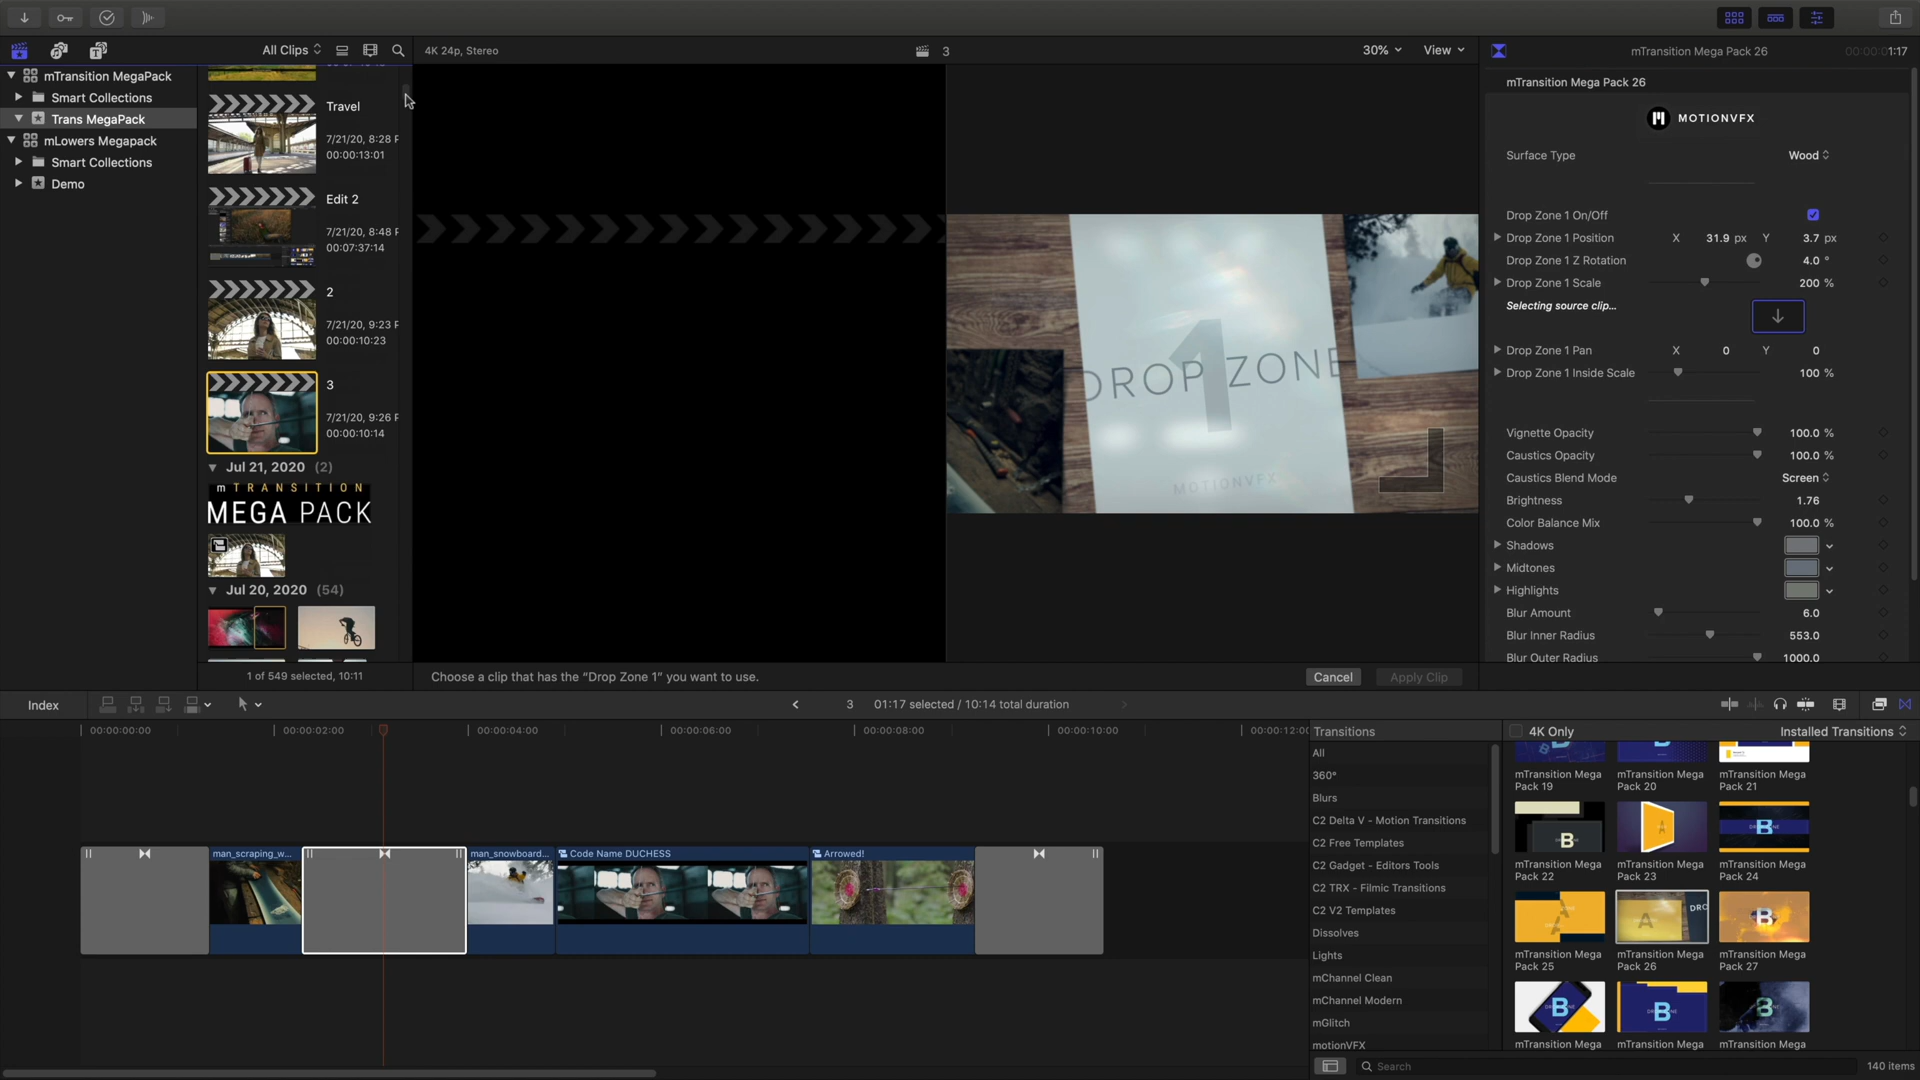 All Clips
4K 24p, Stereo
3
30%
View
mTransition Mega Pack 26
00:00:01:17
mTransition MegaPack
Smart Collections
Trans MegaPack
mLowers Megapack
Smart Collections
Demo
Travel
7/21/20, 8:28 P
00:00:13:01
Edit 2
7/21/20, 8:48 P
00:07:37:14
2
7/21/20, 9:23 P
00:00:10:23
3
7/21/20, 9:26 P
00:00:10:14
Jul 21, 2020 (2)
m TRANSITION
MEGA PACK
Jul 20, 2020 (54)
1 of 549 selected, 10:11
1
DROP ZONE
MOTIONVFX
Choose a clip that has the “Drop Zone 1” you want to use.
Cancel
Apply Clip
mTransition Mega Pack 26
MOTIONVFX
Surface Type
Wood
Drop Zone 1 On/Off
Drop Zone 1 Position
X 31.9 px Y 3.7 px
Drop Zone 1 Z Rotation
4.0 °
Drop Zone 1 Scale
200 %
Selecting source clip...
Drop Zone 1 Pan
X 0 Y 0
Drop Zone 1 Inside Scale
100 %
Vignette Opacity
100.0 %
Caustics Opacity
100.0 %
Caustics Blend Mode
Screen
Brightness
1.76
Color Balance Mix
100.0 %
Shadows
Midtones
Highlights
Blur Amount
6.0
Blur Inner Radius
553.0
Blur Outer Radius
1000.0
Index
3
01:17 selected / 10:14 total duration
00:00:00:00
00:00:02:00
00:00:04:00
00:00:06:00
00:00:08:00
00:00:10:00
00:00:12:00
man_scraping_w...
man_snowboard...
Code Name DUCHESS
Arrowed!
Transitions
All
360°
Blurs
C2 Delta V - Motion Transitions
C2 Free Templates
C2 Gadget - Editors Tools
C2 TRX - Filmic Transitions
C2 V2 Templates
Dissolves
Lights
mChannel Clean
mChannel Modern
mGlitch
motionVFX
4K Only
Installed Transitions
mTransition Mega
Pack 19
mTransition Mega
Pack 20
mTransition Mega
Pack 21
B
A
B
mTransition Mega
Pack 22
mTransition Mega
Pack 23
mTransition Mega
Pack 24
A
A
DRO
B
mTransition Mega
Pack 25
mTransition Mega
Pack 26
mTransition Mega
Pack 27
B
B
B
mTransition Mega
mTransition Mega
mTransition Mega
Search
140 items